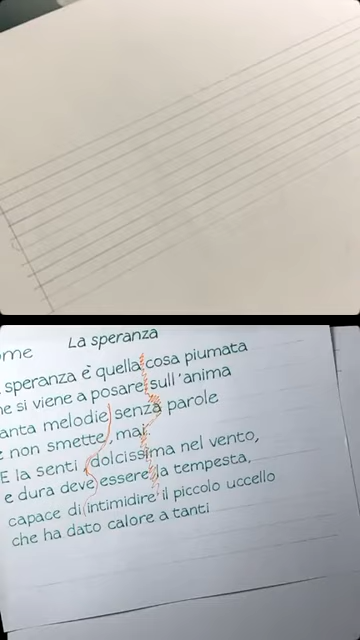 La speranza
ome
speranza è quella cosa piumata
he si viene a posare sull'anima
anta melodie senza parole
e non smette mai.
E la senti dolcissima nel vento,
e dura deve essere la tempesta,
capace di intimidire il piccolo uccello
che ha dato calore a tanti